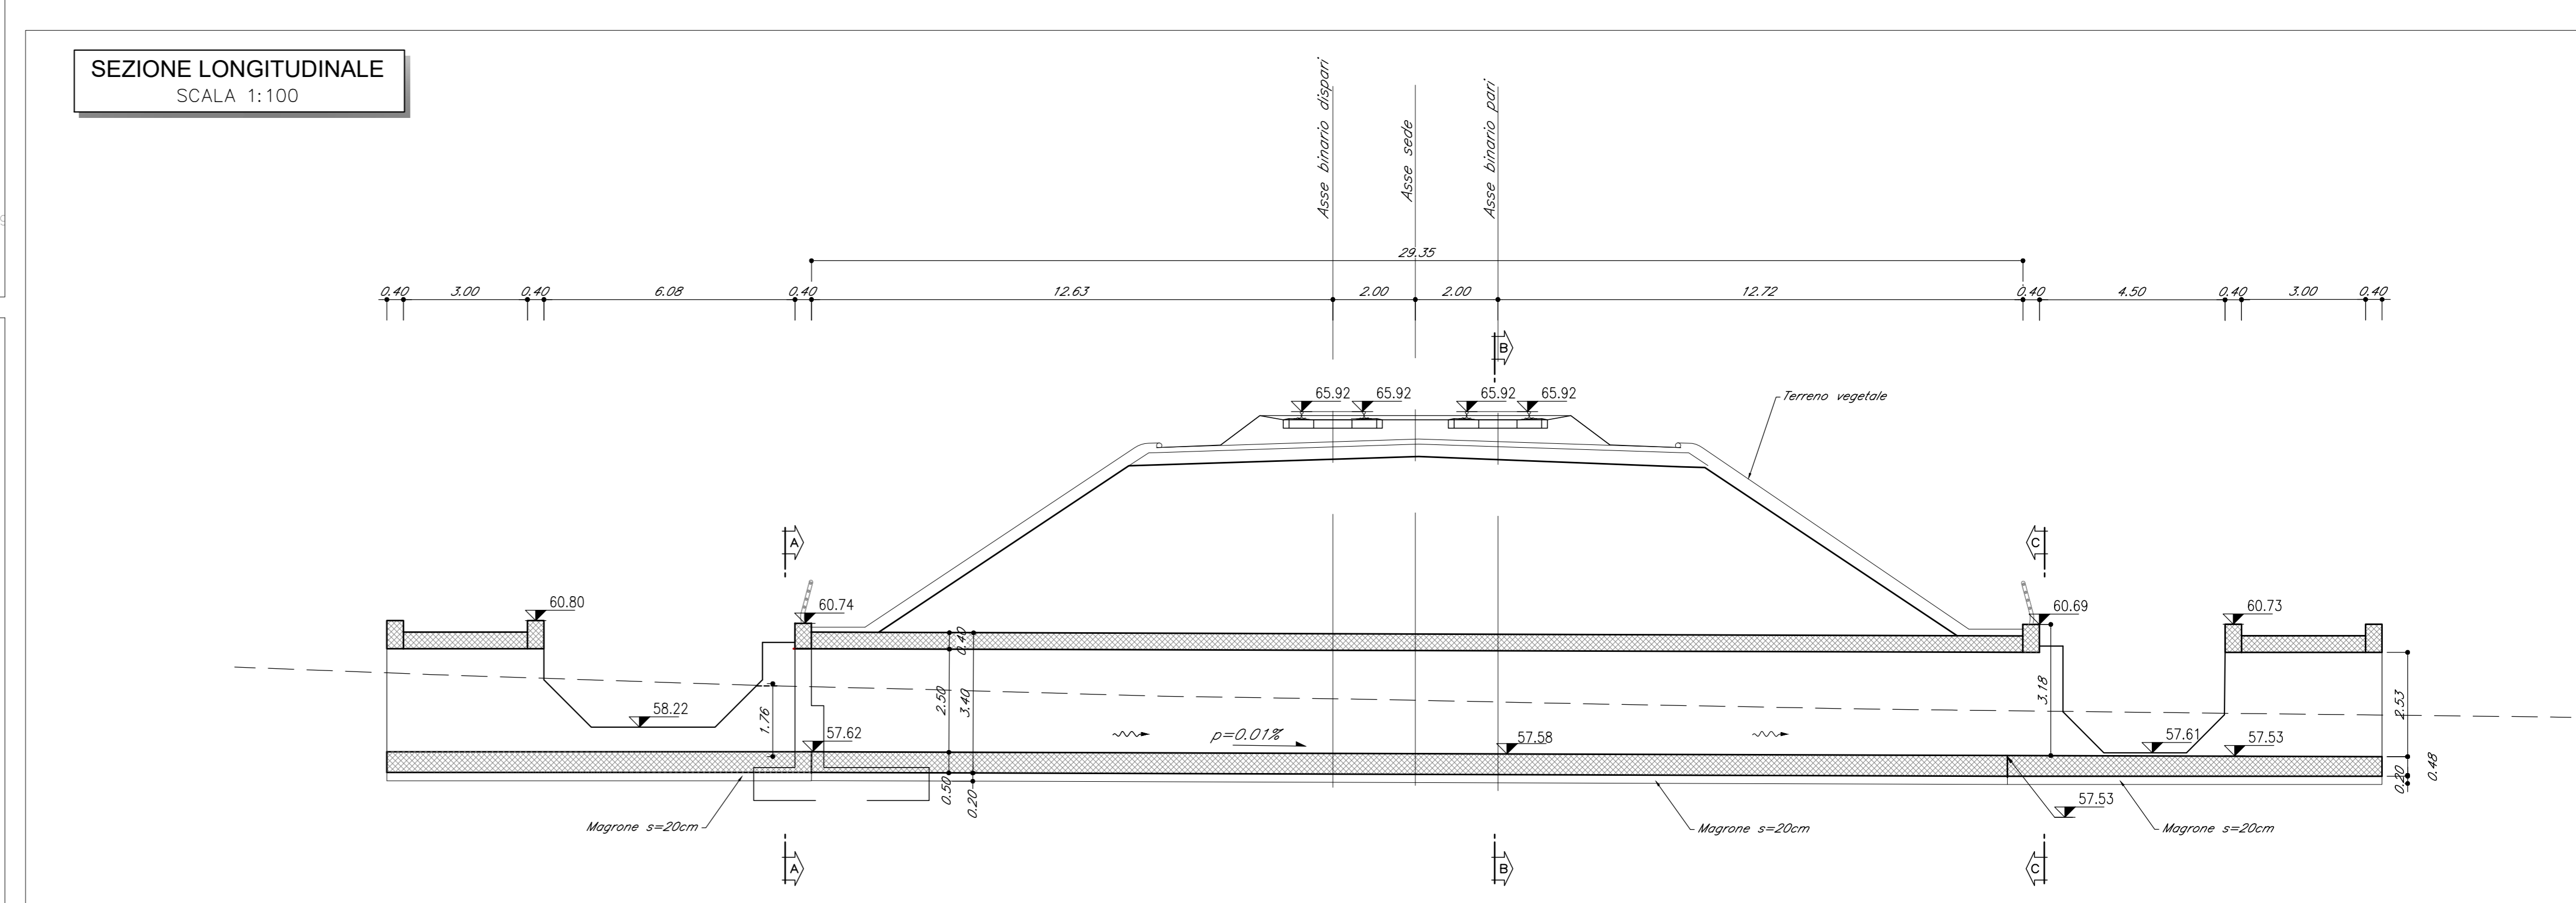 SEZIONE LONGITUDINALE
SCALA 1:100
Asse binario dispari
Asse sede
Asse binario pari
29.35
0.40 3.00 0.40 6.08 0.40 12.63 2.00 2.00 12.72 0.40 4.50 0.40 3.00 0.40
B
65.92 65.92 65.92 65.92
Terreno vegetale
A C
60.80 60.74 60.69 60.73
0.40
58.22 1.76 2.50 3.40 3.18 2.53
57.62 p=0.01% 57.58 57.61 57.53
0.50 0.20 0.20 0.48
57.53
Magrone s=20cm Magrone s=20cm Magrone s=20cm
A B C